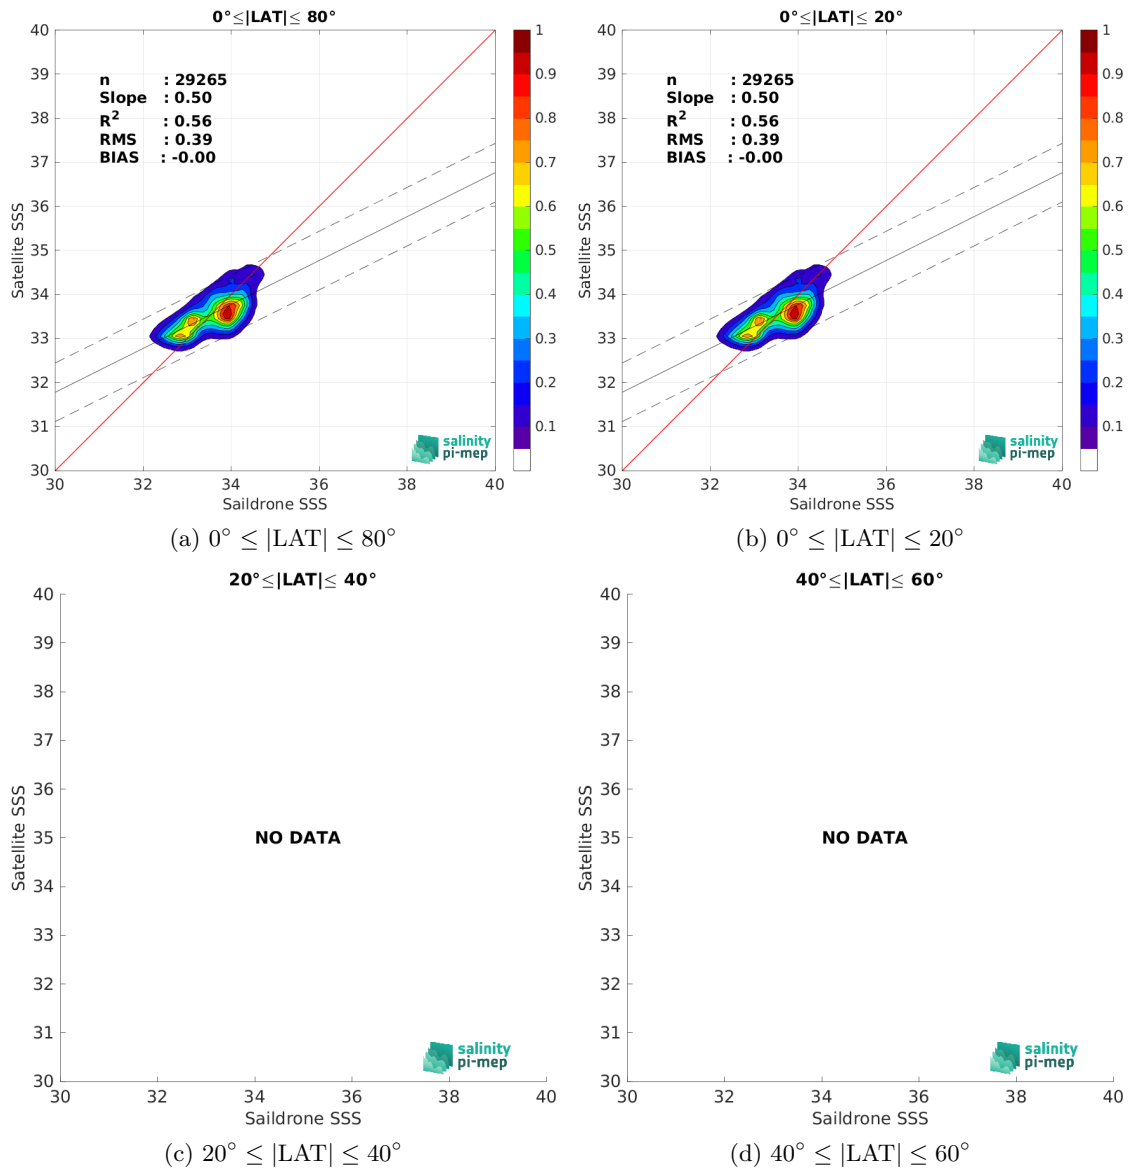 0°≤|LAT|≤ 80°
40
39
38
37
36
35
34
33
32
31
30
30 32 34 36 38 40
Satellite SSS
Saildrone SSS
n : 29265
Slope : 0.50
R² : 0.56
RMS : 0.39
BIAS : -0.00
1
0.9
0.8
0.7
0.6
0.5
0.4
0.3
0.2
0.1
salinity
pi-mep
(a) 0° ≤ |LAT| ≤ 80°
0°≤|LAT|≤ 20°
40
39
38
37
36
35
34
33
32
31
30
30 32 34 36 38 40
Satellite SSS
Saildrone SSS
n : 29265
Slope : 0.50
R² : 0.56
RMS : 0.39
BIAS : -0.00
1
0.9
0.8
0.7
0.6
0.5
0.4
0.3
0.2
0.1
salinity
pi-mep
(b) 0° ≤ |LAT| ≤ 20°
20°≤|LAT|≤ 40°
40
39
38
37
36
35
34
33
32
31
30
30 32 34 36 38 40
Satellite SSS
Saildrone SSS
NO DATA
salinity
pi-mep
(c) 20° ≤ |LAT| ≤ 40°
40°≤|LAT|≤ 60°
40
39
38
37
36
35
34
33
32
31
30
30 32 34 36 38 40
Satellite SSS
Saildrone SSS
NO DATA
salinity
pi-mep
(d) 40° ≤ |LAT| ≤ 60°